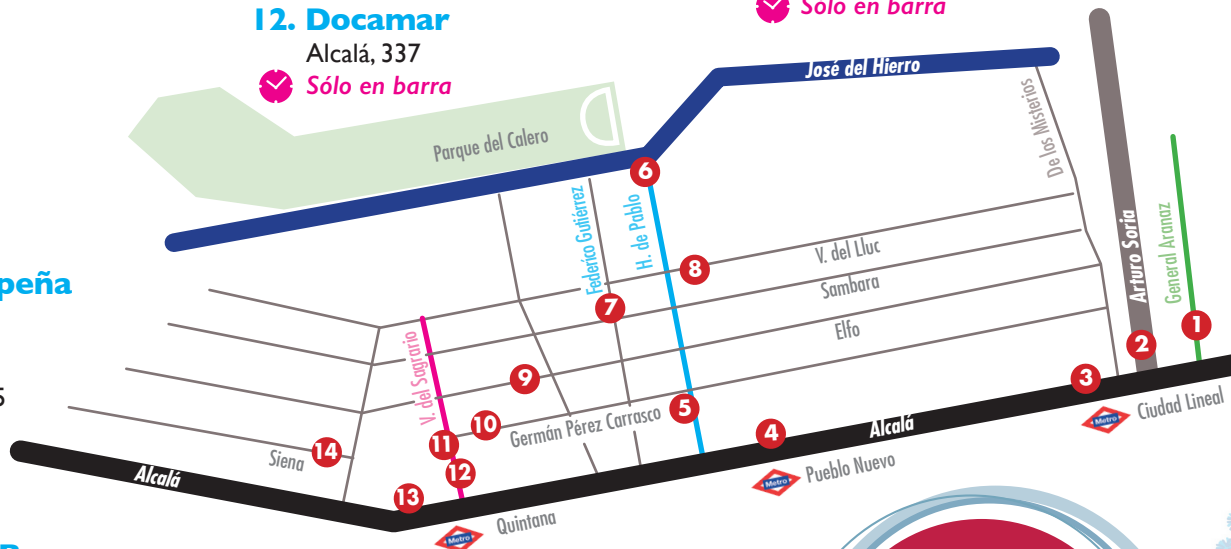 12. Docamar
Alcalá, 337
Sólo en barra
Sólo en barra
José del Hierro
De los Misterios
Parque del Calero
6
Federico Gutiérrez
H. de Pablo
Arturo Soria
General Aranaz
V. del Lluc
8
peña
Sambara
7
Elfo
1
2
V. del Sagrario
9
3
5
Ciudad Lineal
Metro
5
10
Germán Pérez Carrasco
4
Alcalá
11
14
Siena
12
Pueblo Nuevo
Metro
Alcalá
13
Quintana
Metro